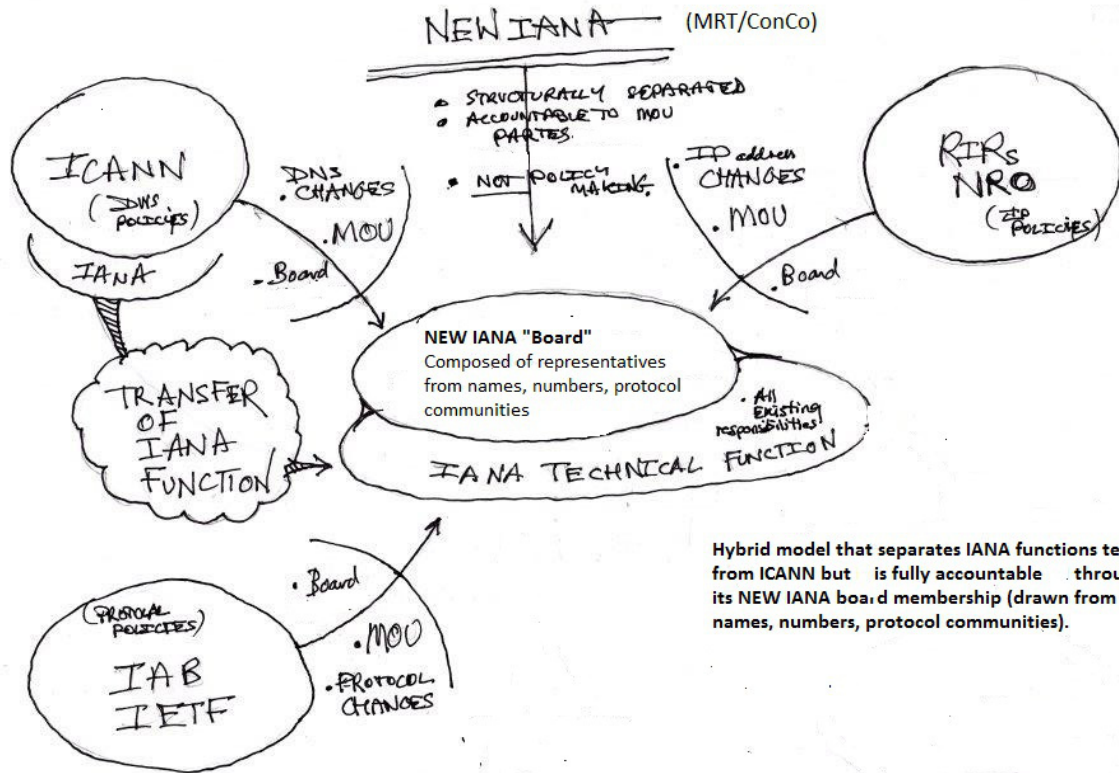 NEW IANA (MRT/ConCo)
• STRUCTURALLY SEPARATED
• ACCOUNTABLE TO MOU
PARTIES.
• NOT POLICY
MAKING.
ICANN
(DNS
POLICIES)
IANA
DNS
• CHANGES
• MOU
• Board
• IP address
CHANGES
• MOU
• Board
RIRs
NRO
(IP
POLICIES)
NEW IANA "Board"
Composed of representatives
from names, numbers, protocol
communities
• All
Existing
responsibilities
IANA TECHNICAL FUNCTION
TRANSFER
OF
IANA
FUNCTION
(PROTOCAL
POLICIES)
IAB
IETF
• Board
• MOU
• PROTOCOL
CHANGES
Hybrid model that separates IANA functions te
from ICANN but is fully accountable throu
its NEW IANA board membership (drawn from
names, numbers, protocol communities).